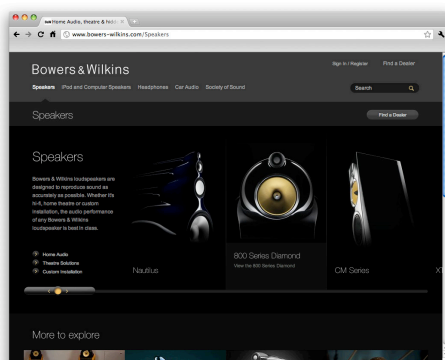 Home Audio, theatre & hi
www.bowers-wilkins.com/Speakers
Sign in / Register Find a Dealer
Bowers & Wilkins
Speakers iPod and Computer Speakers Headphones Car Audio Society of Sound
Search
Speakers
Find a Dealer
Speakers
Bowers & Wilkins loudspeakers are
designed to reproduce sound as
accurately as possible. Whether it's
hi-fi, home theatre or custom
installation, the audio performance
of any Bowers & Wilkins
loudspeaker is best in class.
Home Audio
Theatre Solutions
Custom Installation
Nautilus
800 Series Diamond
View the 800 Series Diamond
CM Series
XT
More to explore